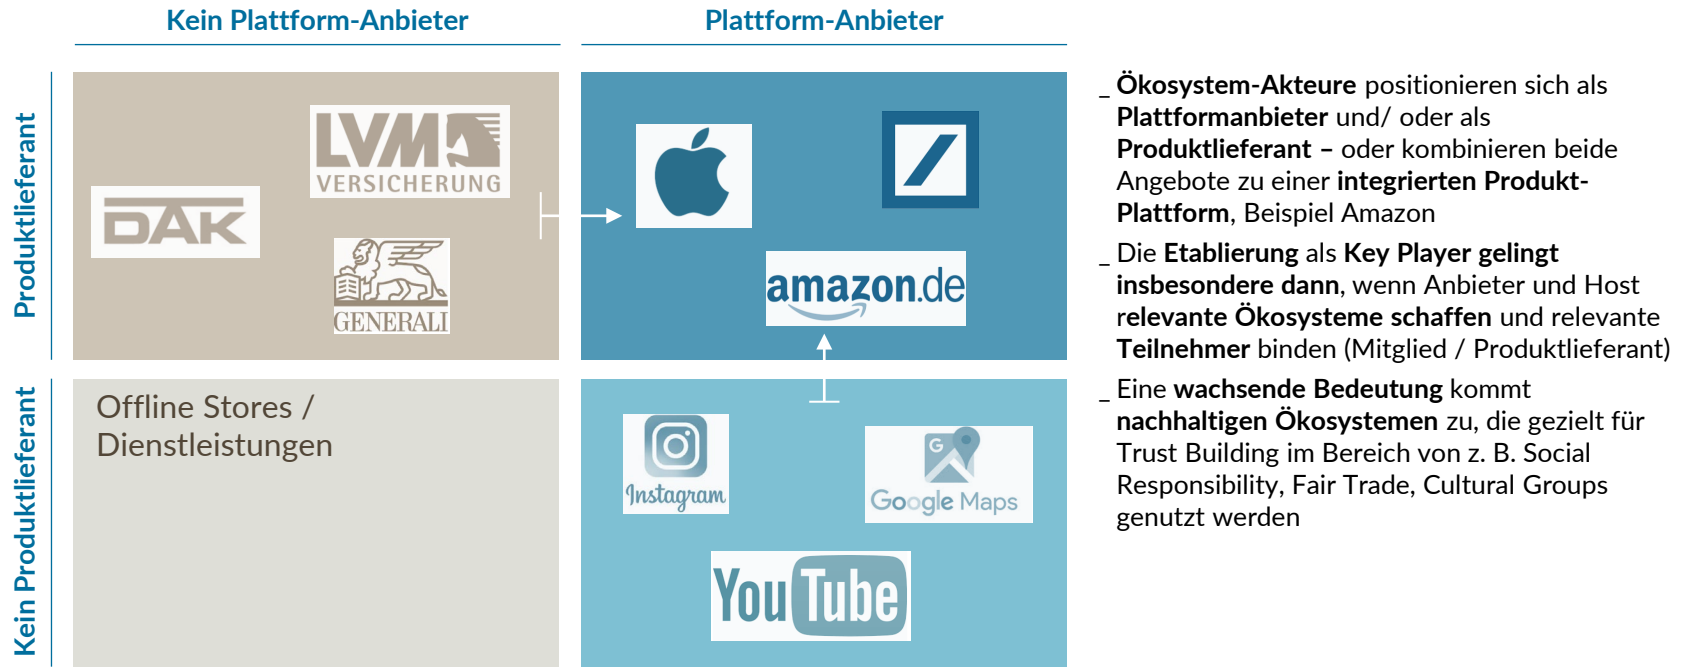 Kein Plattform-Anbieter
Plattform-Anbieter
Produktlieferant
LVM
VERSICHERUNG
DAK
GENERALI
amazon.de
Kein Produktlieferant
Offline Stores /
Dienstleistungen
Instagram
G
Google Maps
YouTube
_ Ökosystem-Akteure positionieren sich als
Plattformanbieter und/ oder als
Produktlieferant – oder kombinieren beide
Angebote zu einer integrierten Produkt-
Plattform, Beispiel Amazon
_ Die Etablierung als Key Player gelingt
insbesondere dann, wenn Anbieter und Host
relevante Ökosysteme schaffen und relevante
Teilnehmer binden (Mitglied / Produktlieferant)
_ Eine wachsende Bedeutung kommt
nachhaltigen Ökosystemen zu, die gezielt für
Trust Building im Bereich von z. B. Social
Responsibility, Fair Trade, Cultural Groups
genutzt werden